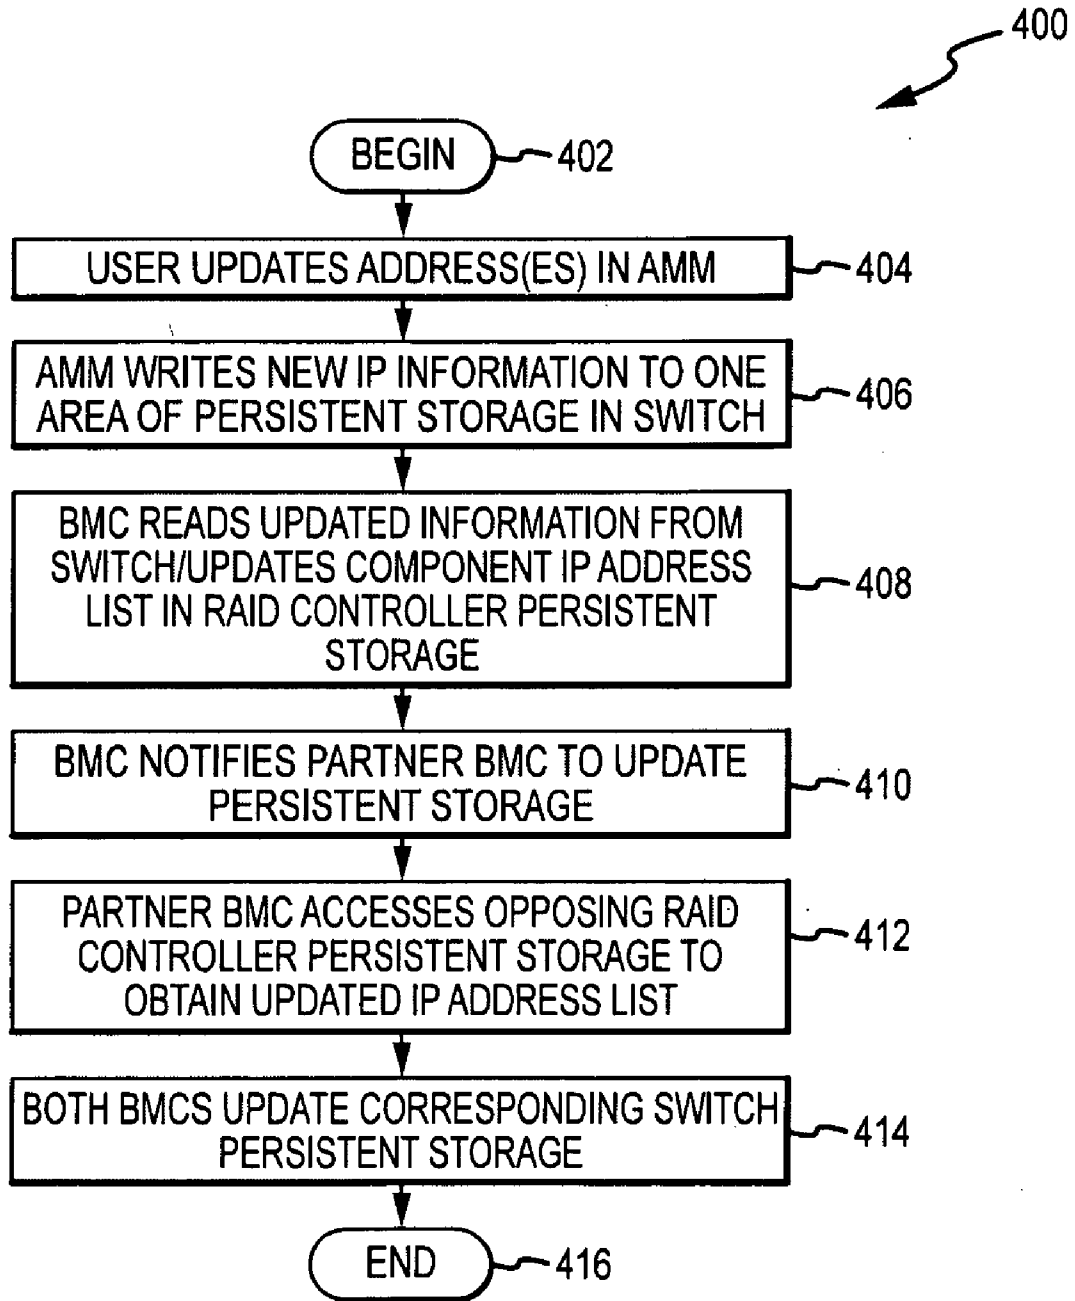 400
BEGIN
402
USER UPDATES ADDRESS(ES) IN AMM
404
AMM WRITES NEW IP INFORMATION TO ONE
AREA OF PERSISTENT STORAGE IN SWITCH
406
BMC READS UPDATED INFORMATION FROM
SWITCH/UPDATES COMPONENT IP ADDRESS
LIST IN RAID CONTROLLER PERSISTENT
STORAGE
408
BMC NOTIFIES PARTNER BMC TO UPDATE
PERSISTENT STORAGE
410
PARTNER BMC ACCESSES OPPOSING RAID
CONTROLLER PERSISTENT STORAGE TO
OBTAIN UPDATED IP ADDRESS LIST
412
BOTH BMCS UPDATE CORRESPONDING SWITCH
PERSISTENT STORAGE
414
END
416